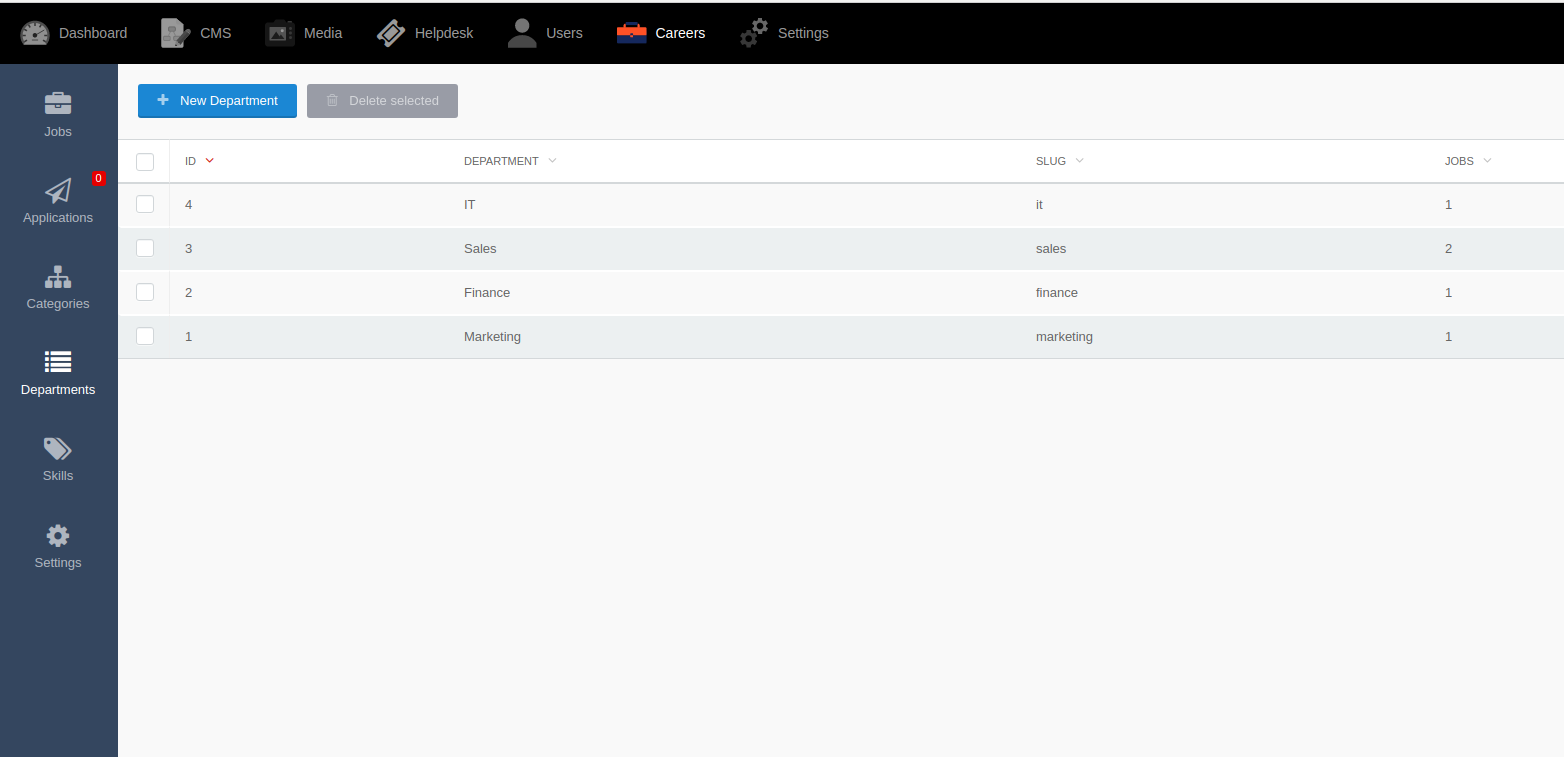 Dashboard CMS Media Helpdesk Users Careers Settings
Jobs
0
Applications
Categories
Departments
Skills
Settings
New Department Delete selected
ID DEPARTMENT SLUG JOBS
4 IT it 1
3 Sales sales 2
2 Finance finance 1
1 Marketing marketing 1